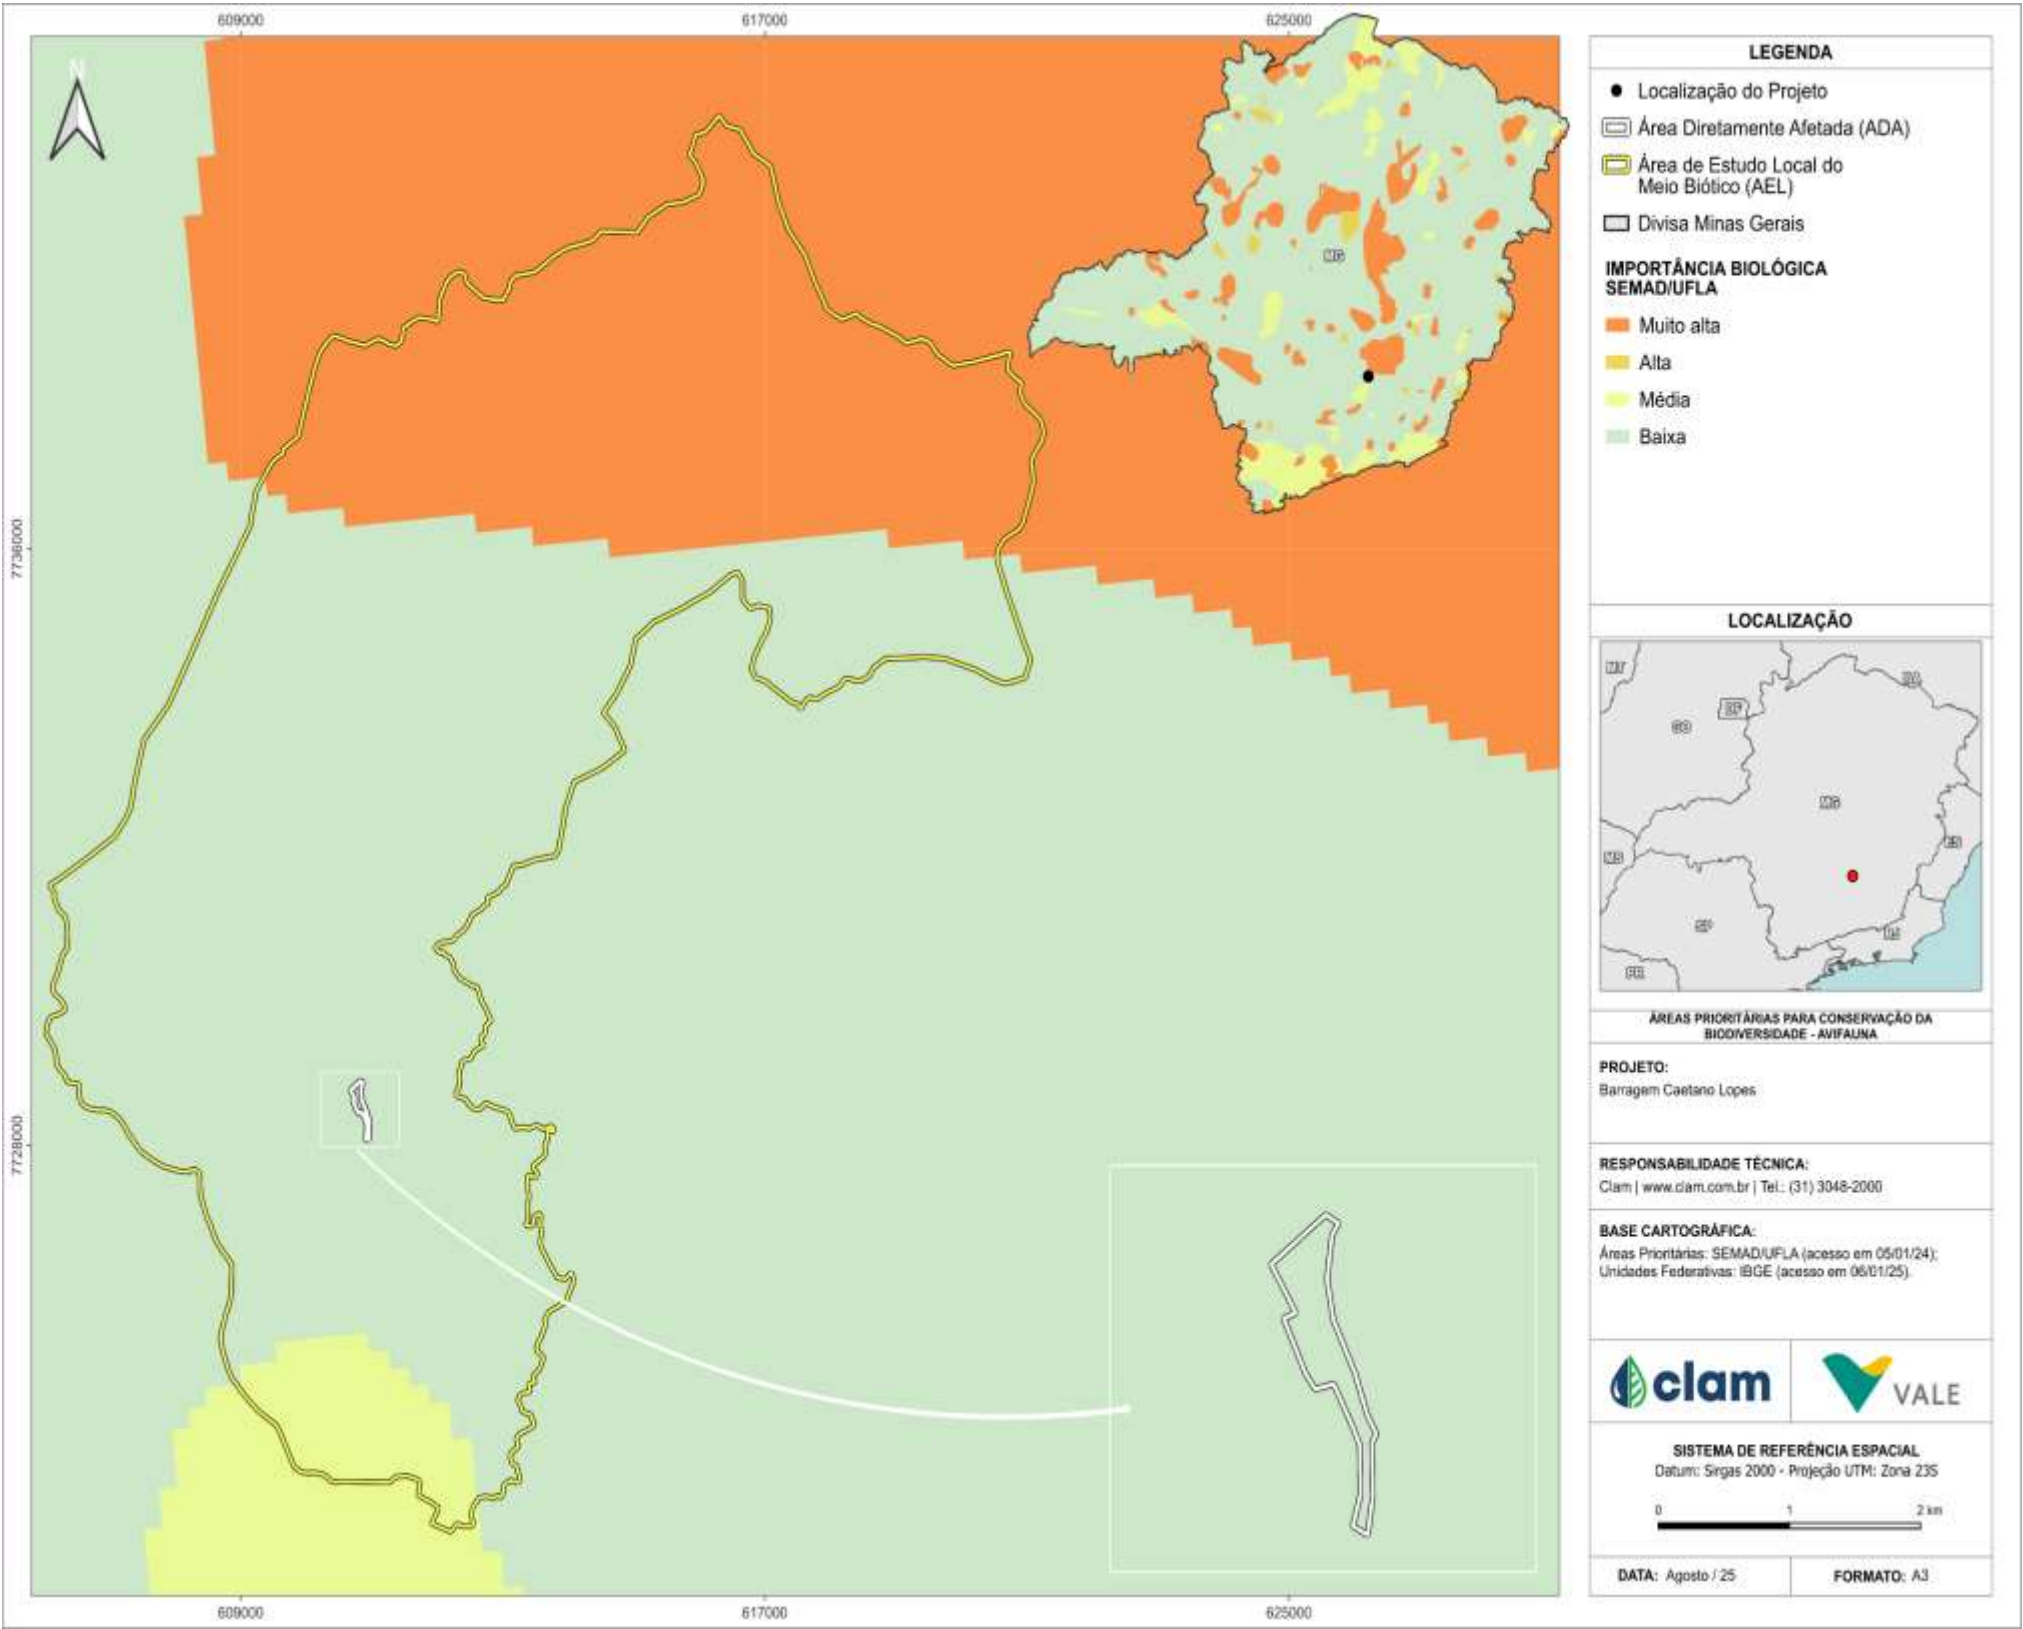 609000
617000
625000
N
7736000
7728000
MG
609000
617000
625000
LEGENDA
Localização do Projeto
Área Diretamente Afetada (ADA)
Área de Estudo Local do
Meio Biótico (AEL)
Divisa Minas Gerais
IMPORTÂNCIA BIOLÓGICA
SEMAD/UFLA
Muito alta
Alta
Média
Baixa
LOCALIZAÇÃO
MT
BA
DF
GO
MG
ES
MS
SP
RJ
PR
ÁREAS PRIORITÁRIAS PARA CONSERVAÇÃO DA
BIODIVERSIDADE - AVIFAUNA
PROJETO:
Barragem Caetano Lopes
RESPONSABILIDADE TÉCNICA:
Clam | www.clam.com.br | Tel.: (31) 3048-2000
BASE CARTOGRÁFICA:
Áreas Prioritárias: SEMAD/UFLA (acesso em 05/01/24);
Unidades Federativas: IBGE (acesso em 06/01/25).
clam
VALE
SISTEMA DE REFERÊNCIA ESPACIAL
Datum: Sirgas 2000 - Projeção UTM: Zona 23S
0 1 2 km
DATA: Agosto / 25
FORMATO: A3